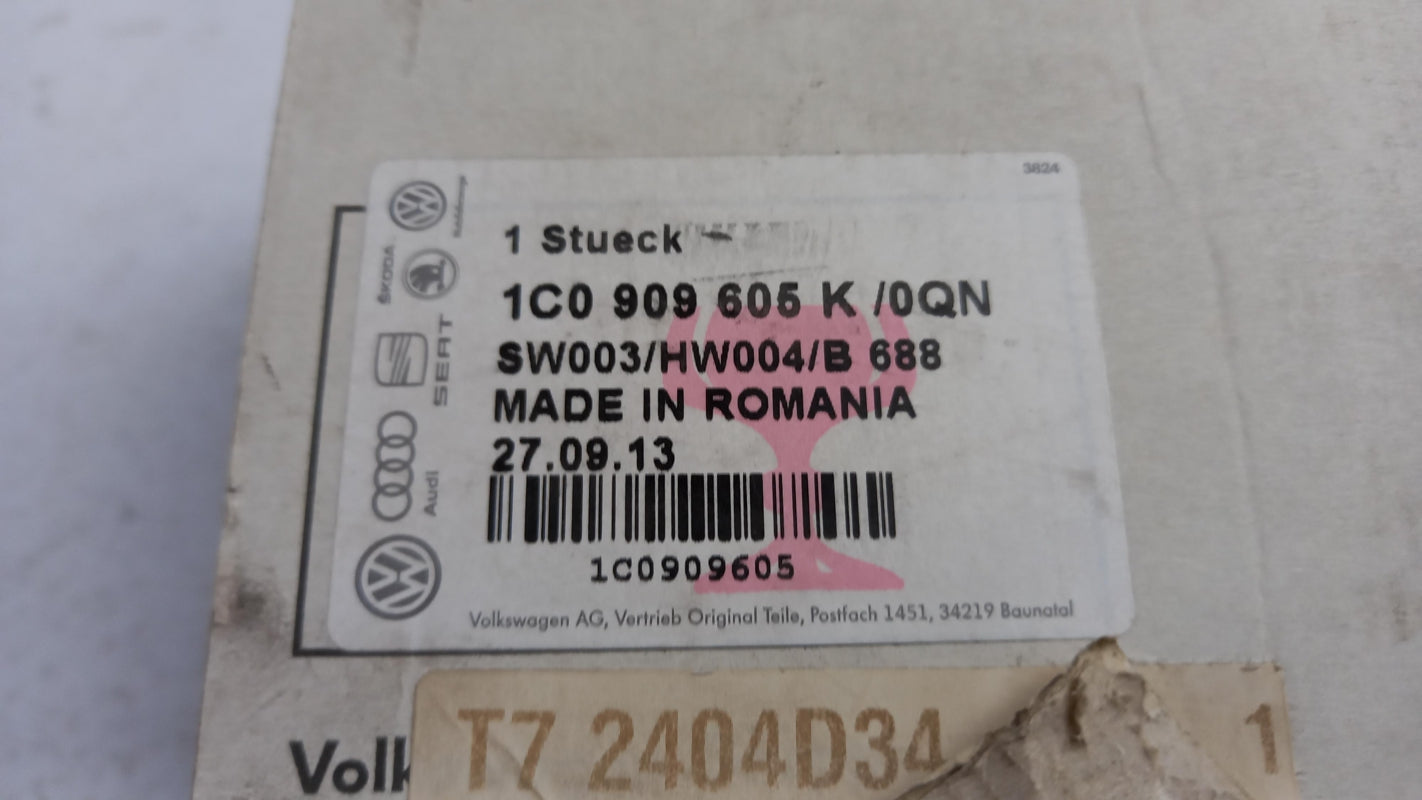 3824
1 Stueck
1C0 909 605 K /0QN
SW003/HW004/B 688
MADE IN ROMANIA
27.09.13
1C0909605
Volkswagen AG, Vertrieb Original Teile, Postfach 1451, 34219 Baunatal
ŠKODA
SEAT
Audi
Volk
T7 2404D34 1